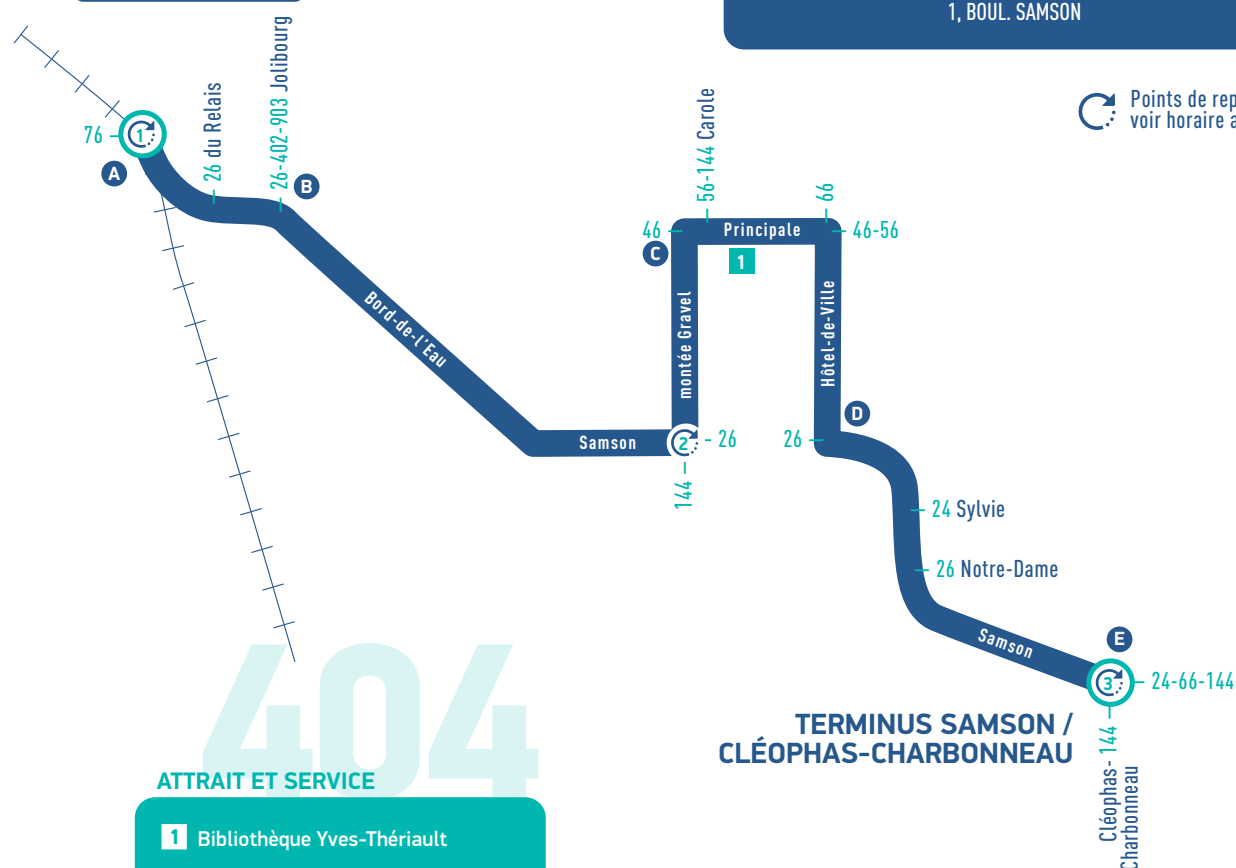 1, BOUL. SAMSON
Points de rep
voir horaire a
76
1
A
26 du Relais
26-402-903 Jolibourg
B
Bord-de-l'Eau
Samson
2
26
144
montée Gravel
C
46
56-144 Carole
Principale
1
66
46-56
Hôtel-de-Ville
D
26
24 Sylvie
26 Notre-Dame
Samson
E
3
24-66-144
144
Cléophas-
Charbonneau
TERMINUS SAMSON /
CLÉOPHAS-CHARBONNEAU
404
ATTRAIT ET SERVICE
1 Bibliothèque Yves-Thériault